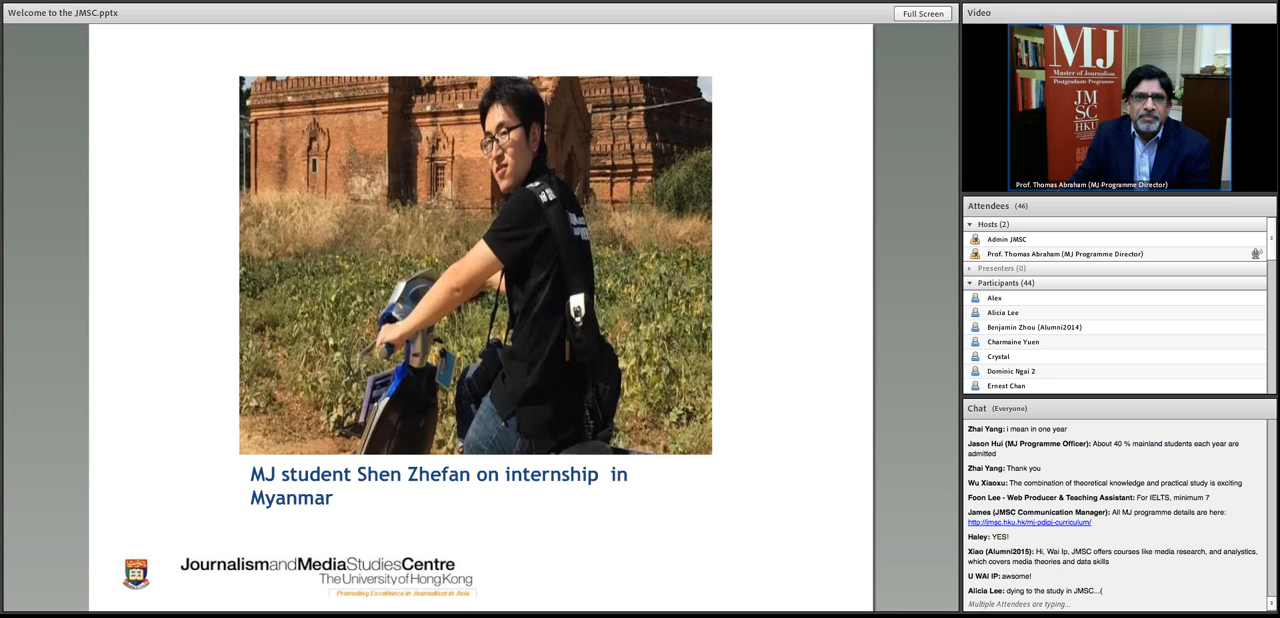 Welcome to the JMSC.pptx
Full Screen
MJ student Shen Zhefan on internship in
Myanmar
JournalismandMediaStudiesCentre
The University of Hong Kong
Promoting Excellence in Journalism in Asia
Video
MJ
Master of Journalism
Postgraduate Programme
JM
SC
HKU
Prof. Thomas Abraham (MJ Programme Director)
Attendees (46)
Hosts (2)
Admin JMSC
Prof. Thomas Abraham (MJ Programme Director)
Presenters (0)
Participants (44)
Alex
Alicia Lee
Benjamin Zhou (Alumni2014)
Charmaine Yuen
Crystal
Dominic Ngai 2
Ernest Chan
Chat (Everyone)
Zhai Yang: i mean in one year
Jason Hui (MJ Programme Officer): About 40 % mainland students each year are
admitted
Zhai Yang: Thank you
Wu Xiaoxu: The combination of theoretical knowledge and practical study is exciting
Foon Lee - Web Producer & Teaching Assistant: For IELTS, minimum 7
James (JMSC Communication Manager): All MJ programme details are here:
http://jmsc.hku.hk/mj-pdipj-curriculum/
Haley: YES!
Xiao (Alumni2015): Hi, Wai Ip, JMSC offers courses like media research, and analystics,
which covers media theories and data skills
U WAI IP: awsome!
Alicia Lee: dying to the study in JMSC...(
Multiple Attendees are typing...